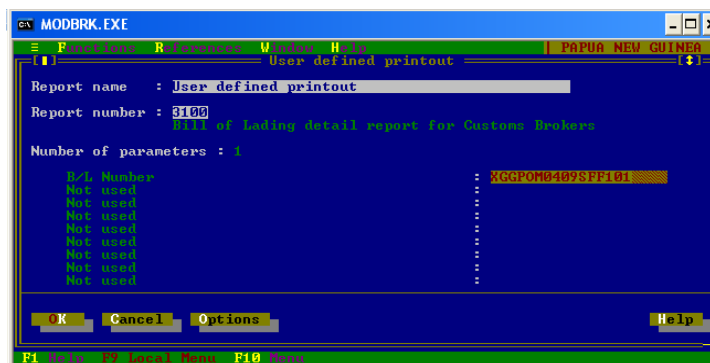 MODBRK.EXE
Functions References Window Help PAPUA NEW GUINEA
User defined printout
Report name : User defined printout
Report number : 3100
Bill of Lading detail report for Customs Brokers
Number of parameters : 1
B/L Number : XGGPOM0409SFF101
Not used :
Not used :
Not used :
Not used :
Not used :
Not used :
Not used :
Not used :
OK Cancel Options Help
F1 Help F9 Local Menu F10 Menu